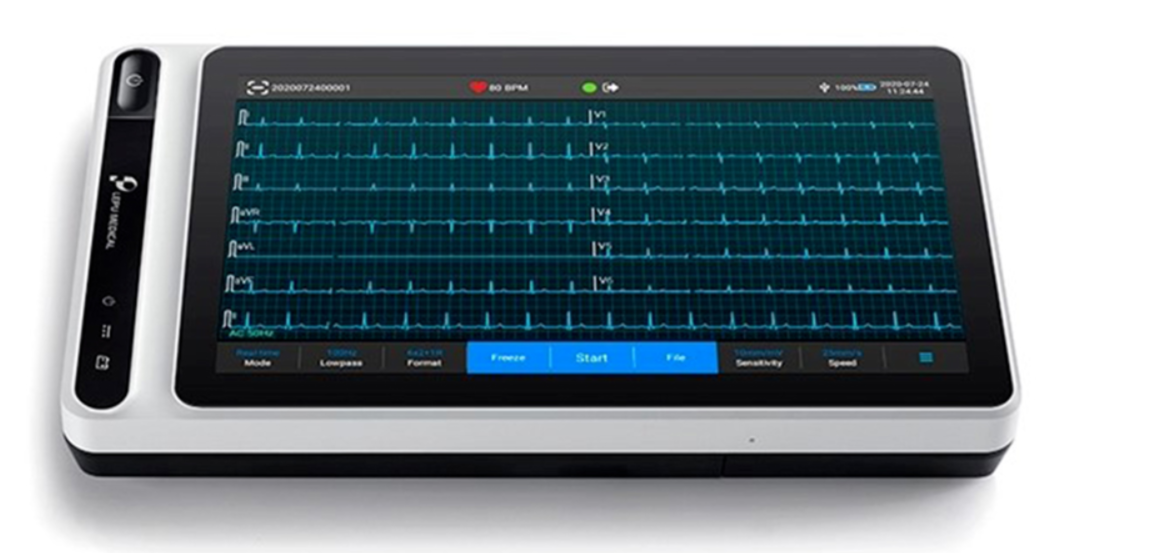 2020072400001
80 BPM
100%
2020-07-24
11:24:44
LEPU MEDICAL
II
V1
V2
III
V3
aVR
V4
aVL
V5
aVF
V6
II
AC 50Hz
Real-time
Mode
100Hz
Lowpass
6x2+1R
Format
Freeze
Start
File
10mm/mV
Sensitivity
25mm/s
Speed